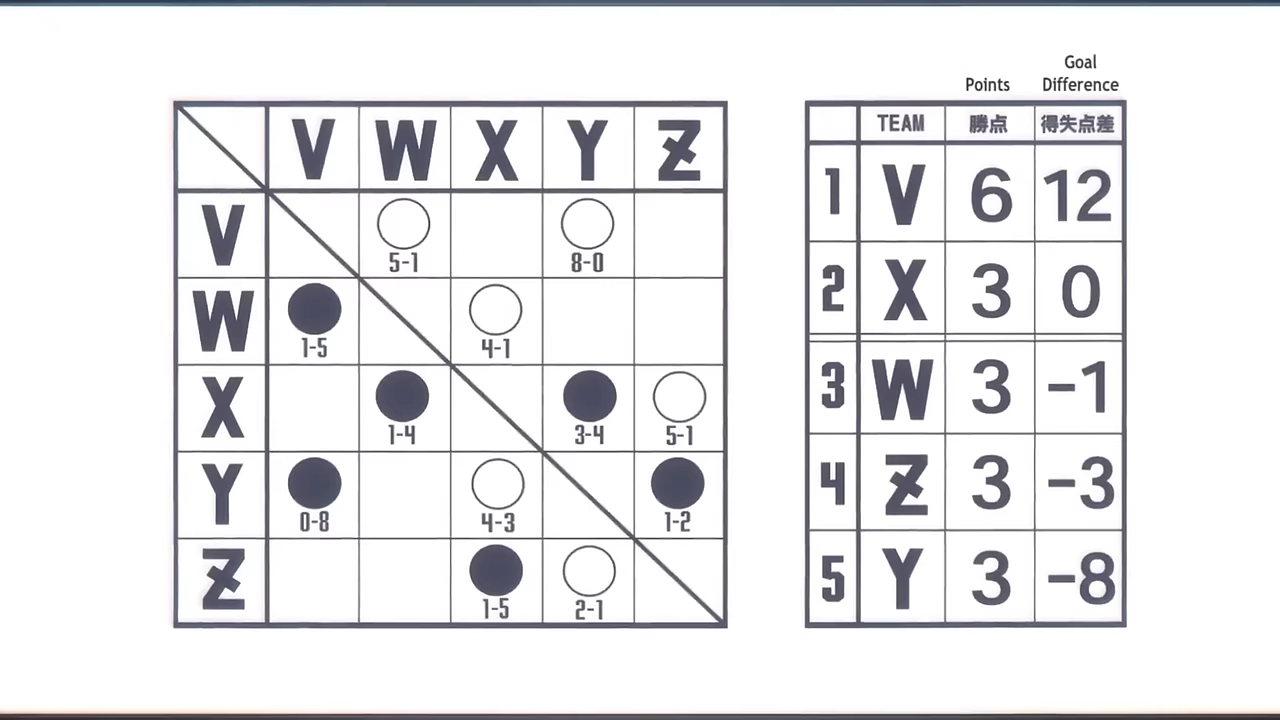 V W X Y Z
V 5-1 8-0
W 1-5 4-1
X 1-4 3-4 5-1
Y 0-8 4-3 1-2
Z 1-5 2-1
Points Goal Difference
TEAM 勝点 得失点差
1 V 6 12
2 X 3 0
3 W 3 -1
4 Z 3 -3
5 Y 3 -8